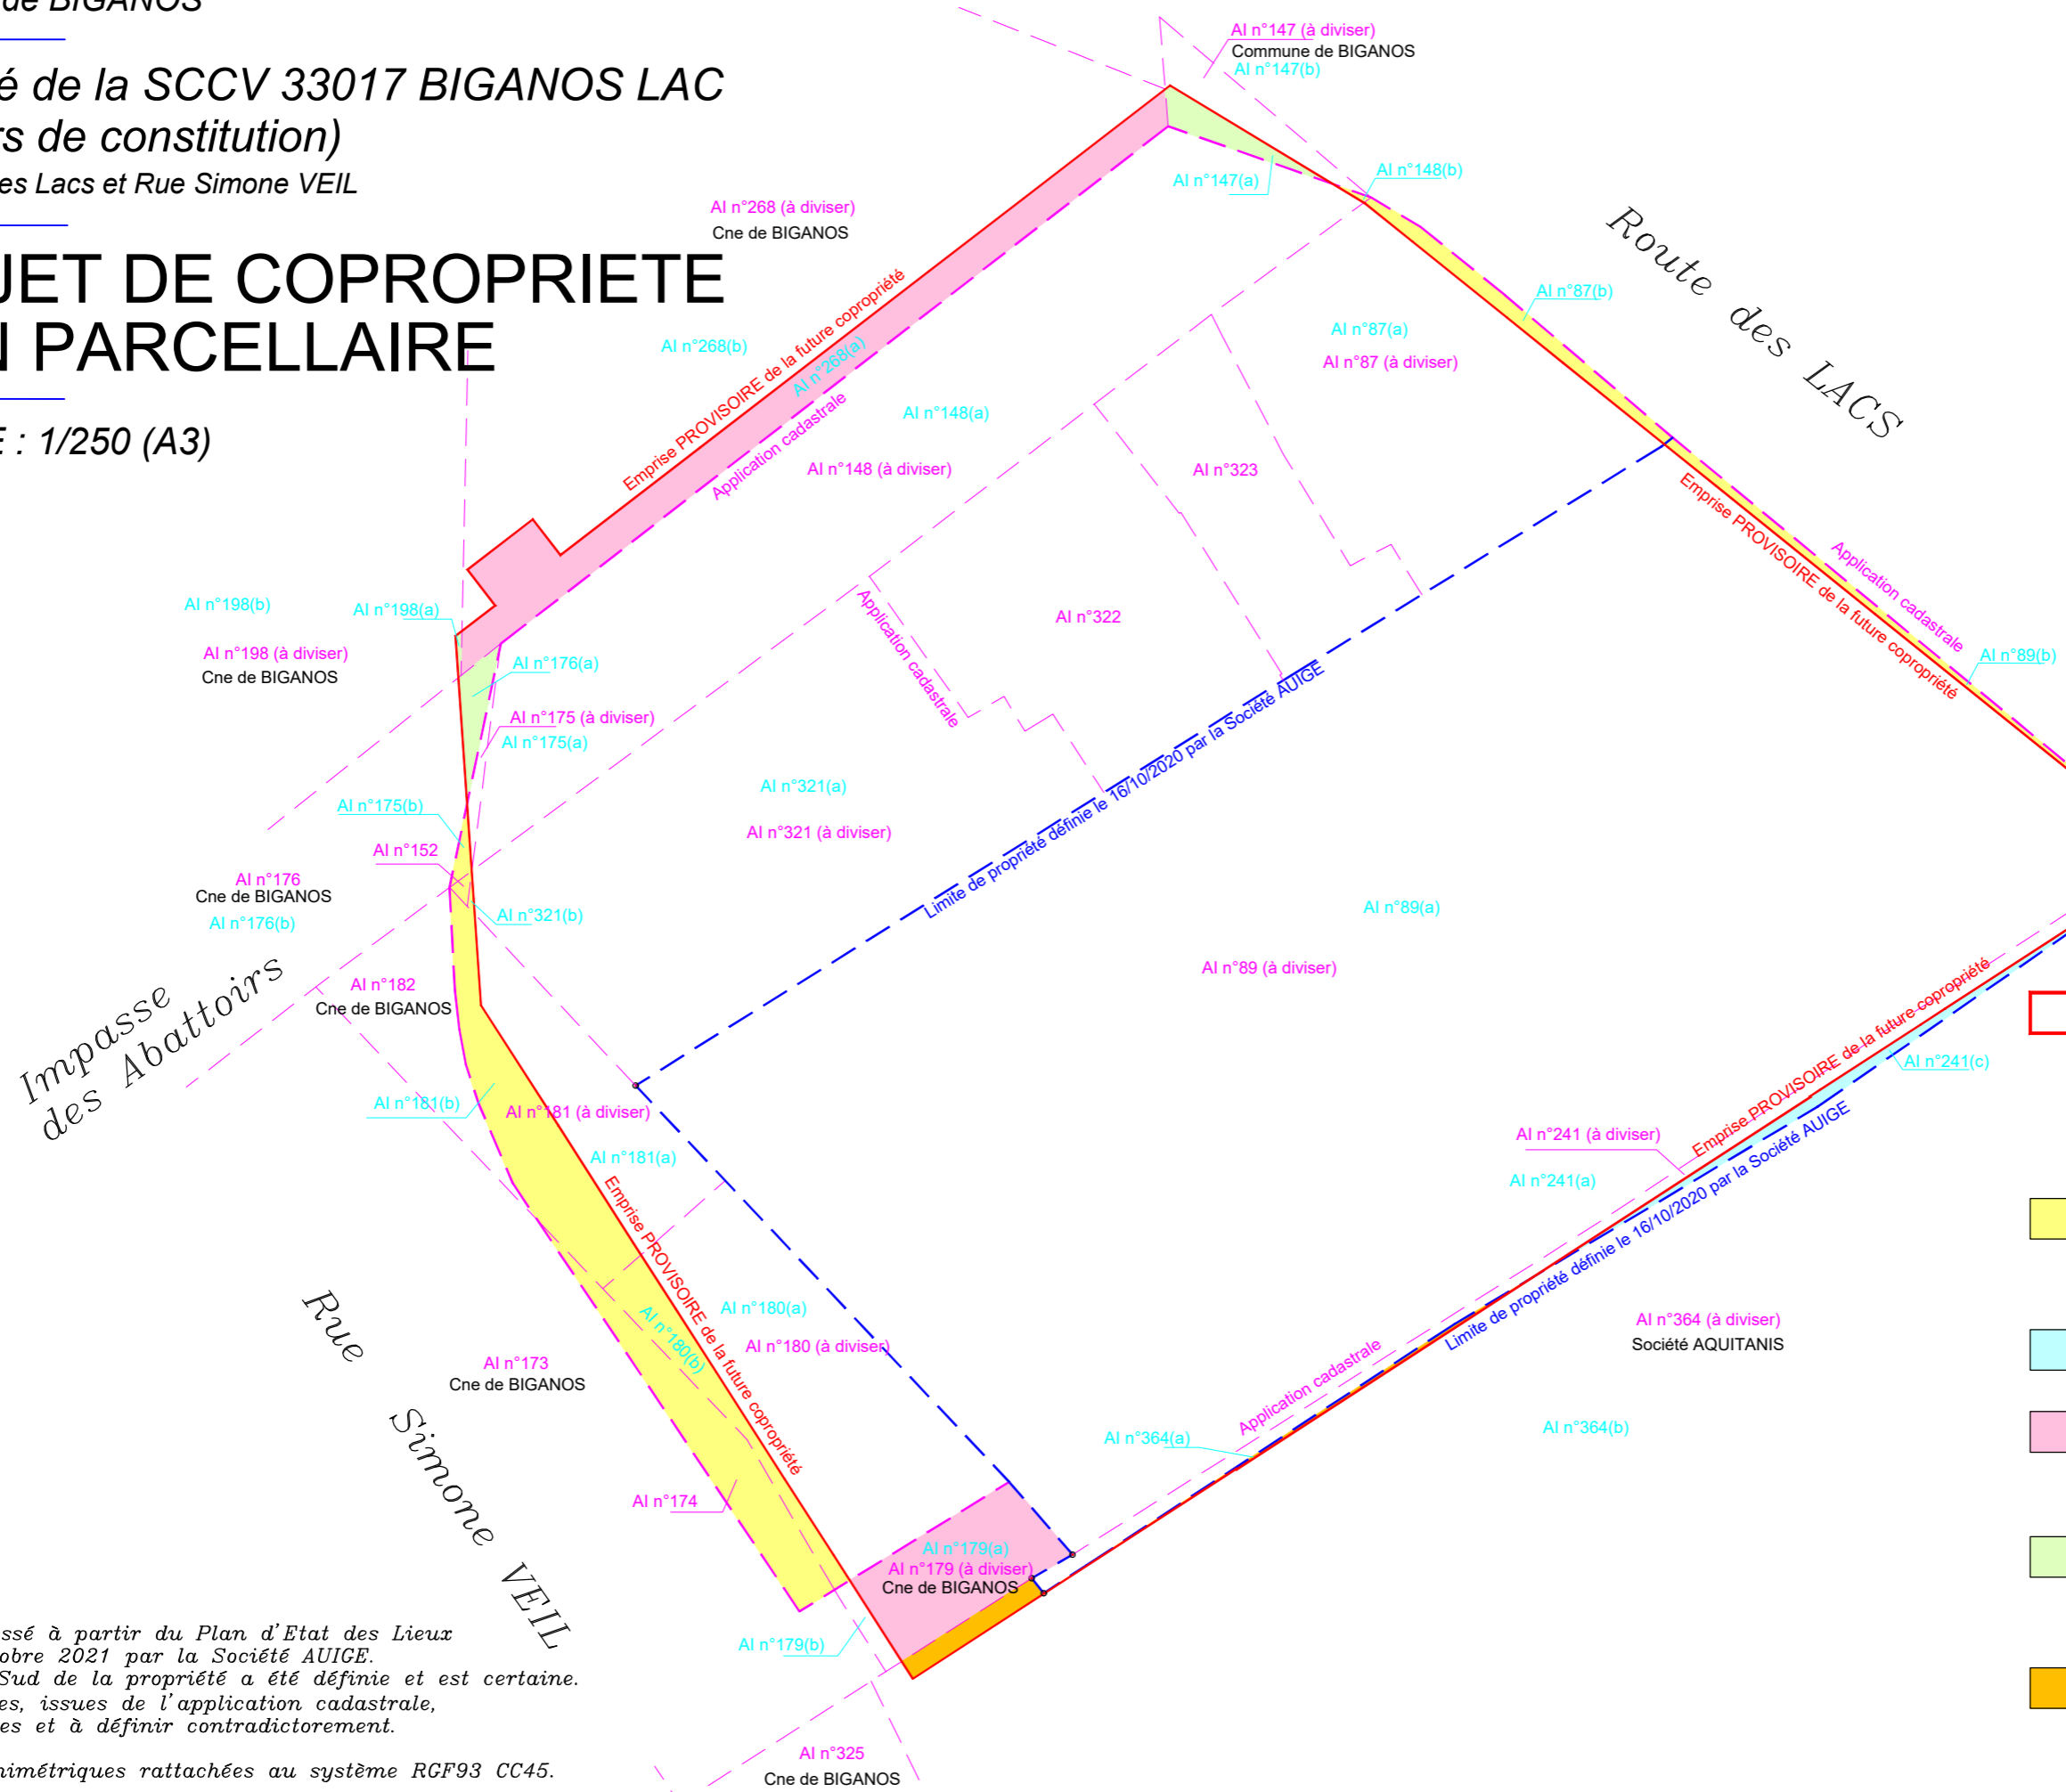 de BIGANOS
é de la SCCV 33017 BIGANOS LAC
rs de constitution)
es Lacs et Rue Simone VEIL
JET DE COPROPRIETE
N PARCELLAIRE
E : 1/250 (A3)
AI n°147 (à diviser)
Commune de BIGANOS
AI n°147(b)
AI n°147(a)
AI n°148(b)
AI n°268 (à diviser)
Cne de BIGANOS
AI n°268(b)
Emprise PROVISOIRE de la future copropriété
AI n°268(a)
Application cadastrale
Route des LACS
AI n°87(b)
AI n°87(a)
AI n°87 (à diviser)
AI n°148(a)
AI n°148 (à diviser)
AI n°323
AI n°322
Application cadastrale
Emprise PROVISOIRE de la future copropriété
Application cadastrale
AI n°89(b)
AI n°198(b)
AI n°198(a)
AI n°198 (à diviser)
Cne de BIGANOS
AI n°176(a)
AI n°175 (à diviser)
AI n°175(a)
AI n°175(b)
AI n°152
AI n°176
Cne de BIGANOS
AI n°176(b)
AI n°321(a)
AI n°321 (à diviser)
AI n°321(b)
Limite de propriété définie le 16/10/2020 par la Société AUIGE
AI n°89(a)
AI n°89 (à diviser)
Impasse
des Abattoirs
AI n°182
Cne de BIGANOS
AI n°181(b)
AI n°181 (à diviser)
AI n°181(a)
Emprise PROVISOIRE de la future copropriété
AI n°180(a)
AI n°180 (à diviser)
AI n°180(b)
AI n°173
Cne de BIGANOS
AI n°174
Rue Simone VEIL
Emprise PROVISOIRE de la future copropriété
AI n°241(c)
AI n°241 (à diviser)
AI n°241(a)
Limite de propriété définie le 16/10/2020 par la Société AUIGE
AI n°364 (à diviser)
Société AQUITANIS
AI n°364(b)
Application cadastrale
AI n°364(a)
AI n°179(a)
AI n°179 (à diviser)
Cne de BIGANOS
AI n°179(b)
AI n°325
Cne de BIGANOS
ssé à partir du Plan d'Etat des Lieux
obre 2021 par la Société AUIGE.
Sud de la propriété a été définie et est certaine.
es, issues de l'application cadastrale,
es et à définir contradictorement.
nimétriques rattachées au système RGF93 CC45.